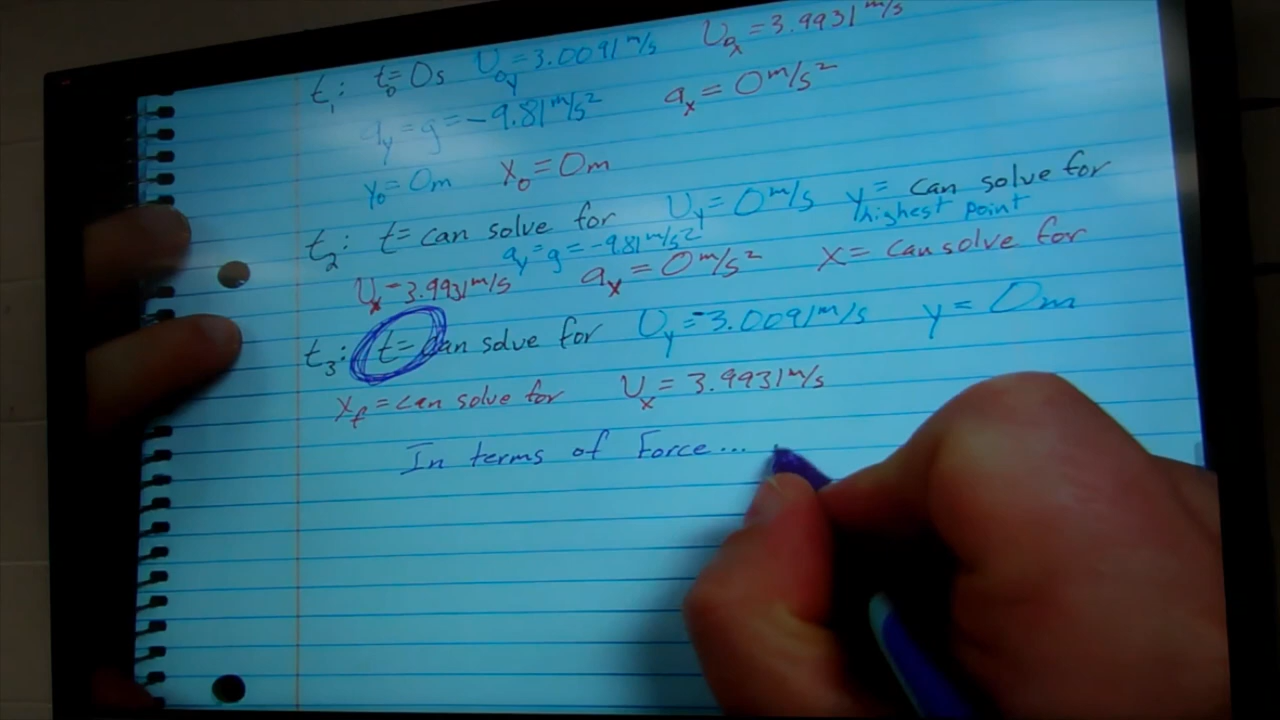 t₁: t₀=0s U₀y=3.0091 m/s U₀x=3.9931 m/s
ay=g=-9.81 m/s² ax=0 m/s²
y₀=0m x₀=0m
t₂: t=can solve for Uy=0 m/s y= can solve for
highest point
ay=g=-9.81 m/s²
Ux=3.9931 m/s ax=0 m/s² x=can solve for
t₃: t=can solve for Uy=-3.0091 m/s y=0m
xf=can solve for Ux=3.9931 m/s
In terms of Force...